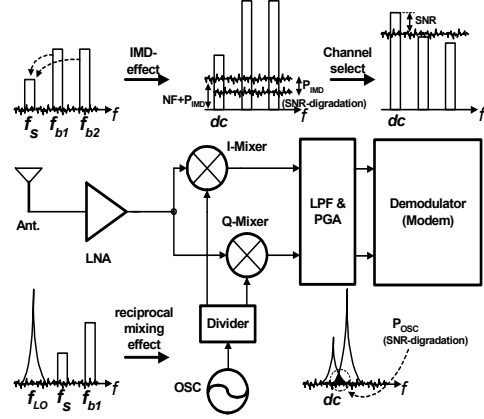 IMD-
effect
Channel
select
SNR
P_IMD
NF+P_IMD
(SNR-digradation)
f_s f_b1 f_b2 f
dc f
dc f
I-Mixer
Q-Mixer
Ant.
LNA
LPF &
PGA
Demodulator
(Modem)
reciprocal
mixing
effect
Divider
OSC
P_OSC
(SNR-digradation)
f_LO f_s f_b1 f
dc f